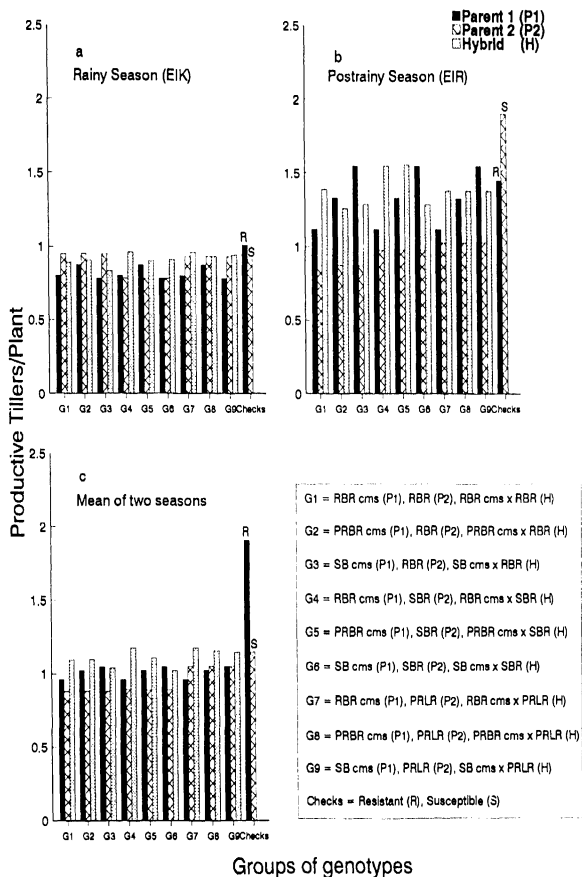 Parent 1 (P1)
Parent 2 (P2)
Hybrid (H)
a
Rainy Season (EIK)
b
Postrainy Season (EIR)
2.5
2
1.5
1
0.5
0
R
S
G1 G2 G3 G4 G5 G6 G7 G8 G9Checks
2.5
2
1.5
1
0.5
0
R
S
G1 G2 G3 G4 G5 G6 G7 G8 G9Checks
Productive Tillers/Plant
c
Mean of two seasons
2.5
2
1.5
1
0.5
0
R
S
G1 G2 G3 G4 G5 G6 G7 G8 G9Checks
G1 = RBR cms (P1), RBR (P2), RBR cms x RBR (H)
G2 = PRBR cms (P1), RBR (P2), PRBR cms x RBR (H)
G3 = SB cms (P1), RBR (P2), SB cms x RBR (H)
G4 = RBR cms (P1), SBR (P2), RBR cms x SBR (H)
G5 = PRBR cms (P1), SBR (P2), PRBR cms x SBR (H)
G6 = SB cms (P1), SBR (P2), SB cms x SBR (H)
G7 = RBR cms (P1), PRLR (P2), RBR cms x PRLR (H)
G8 = PRBR cms (P1), PRLR (P2), PRBR cms x PRLR (H)
G9 = SB cms (P1), PRLR (P2), SB cms x PRLR (H)
Checks = Resistant (R), Susceptible (S)
Groups of genotypes